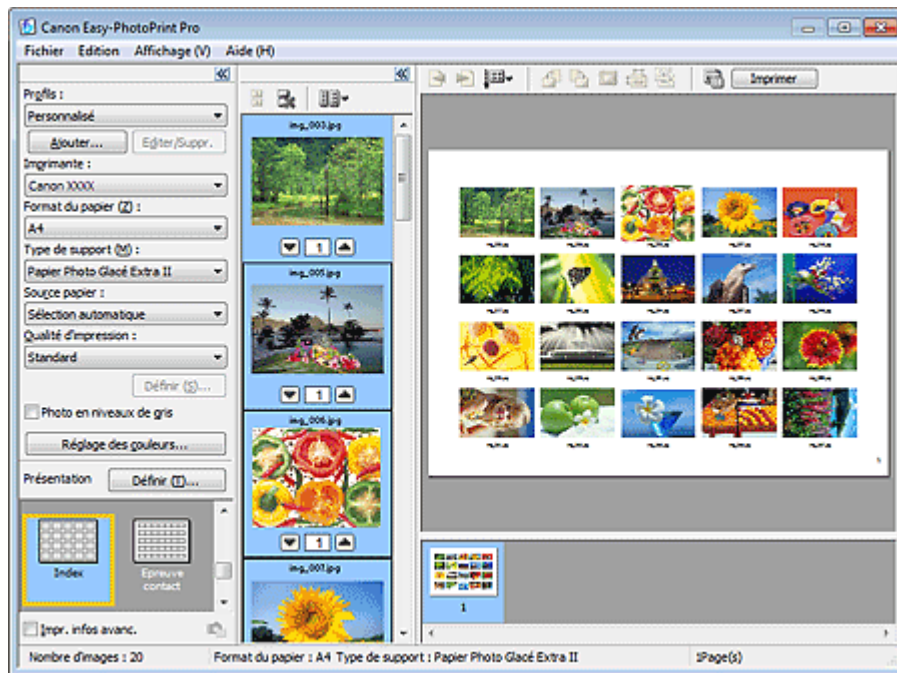 Canon Easy-PhotoPrint Pro
Fichier Edition Affichage (V) Aide (H)
Profils :
Personnalisé
Ajouter... Editer/Suppr.
Imprimante :
Canon XXXX
Format du papier (Z) :
A4
Type de support (M) :
Papier Photo Glacé Extra II
Source papier :
Sélection automatique
Qualité d'impression :
Standard
Définir (S)...
Photo en niveaux de gris
Réglage des couleurs...
Présentation Définir (T)...
Index
Epreuve contact
Impr. infos avanc.
img_003.jpg
1
img_005.jpg
1
img_006.jpg
1
img_007.jpg
Imprimer
1
Nombre d'images : 20 Format du papier : A4 Type de support : Papier Photo Glacé Extra II 1Page(s)